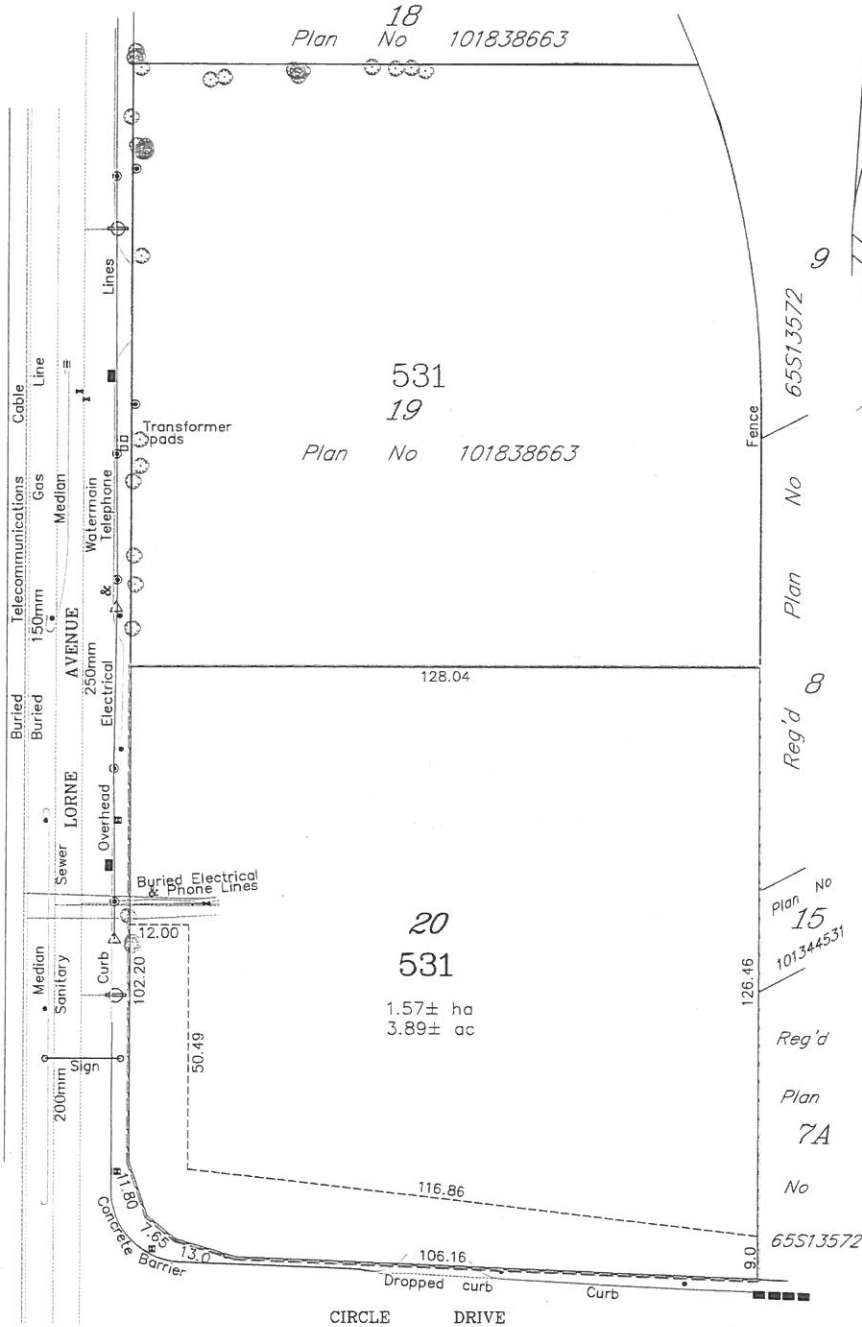 18
Plan No 101838663
9
65S13572
No
Plan
Reg'd
8
Fence
531
19
Plan No 101838663
Transformer
pads
Buried Telecommunications Cable
Buried 150mm Gas Line
Median
LORNE AVENUE
250mm Watermain
Overhead Electrical & Telephone Lines
128.04
Buried Electrical
& Phone Lines
12.00
102.20
50.49
20
531
1.57± ha
3.89± ac
126.46
Plan No
15
101344531
Reg'd
Plan
7A
No
65S13572
Median
200mm Sanitary Sewer
Curb
Sign
116.86
11.80
7.65
13.0
106.16
9.0
Concrete Barrier
Dropped curb
Curb
CIRCLE DRIVE